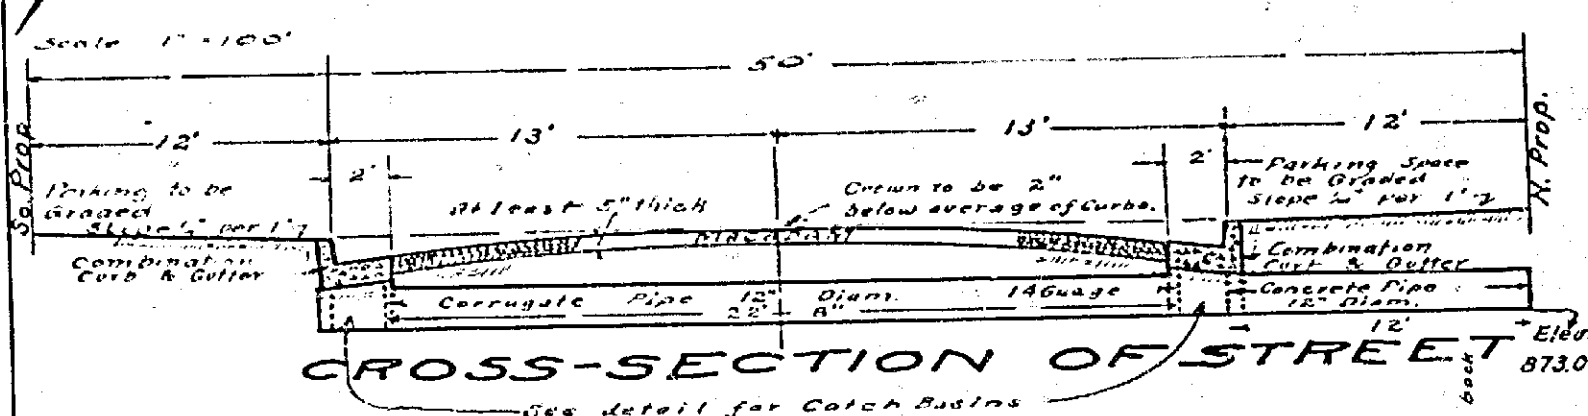 Scale 1" = 100'
50'
12'
13'
13'
12'
So. Prop.
N. Prop.
2'
2'
Parking to be
Graded
Slope ¼" per 1'
At least 5" thick
Crown to be 2"
below average of Curbs.
Parking Space
to be Graded
Slope ¼" Per 1'
MACADAM
Combination
Curb & Gutter
Combination
Curb & Gutter
Corrugate Pipe 12" Diam. 14 Guage
22' 8"
Concrete Pipe
12" Diam.
12'
Elev.
873.0
back
CROSS-SECTION OF STREET
See detail for Catch Basins